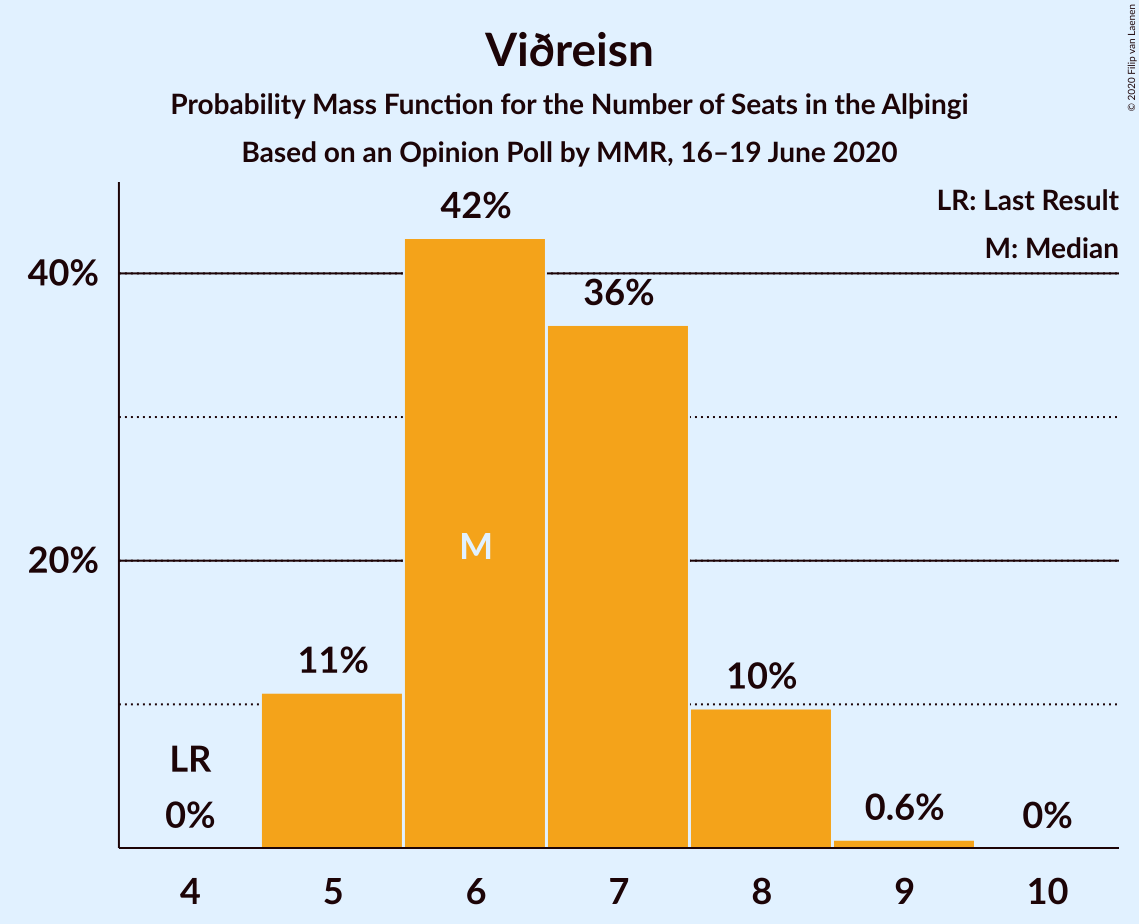 Viðreisn
Probability Mass Function for the Number of Seats in the Alþingi
Based on an Opinion Poll by MMR, 16–19 June 2020
© 2020 Filip van Laenen
LR: Last Result
M: Median
40%
20%
42%
36%
M
11%
10%
LR
0%
0.6%
0%
4 5 6 7 8 9 10